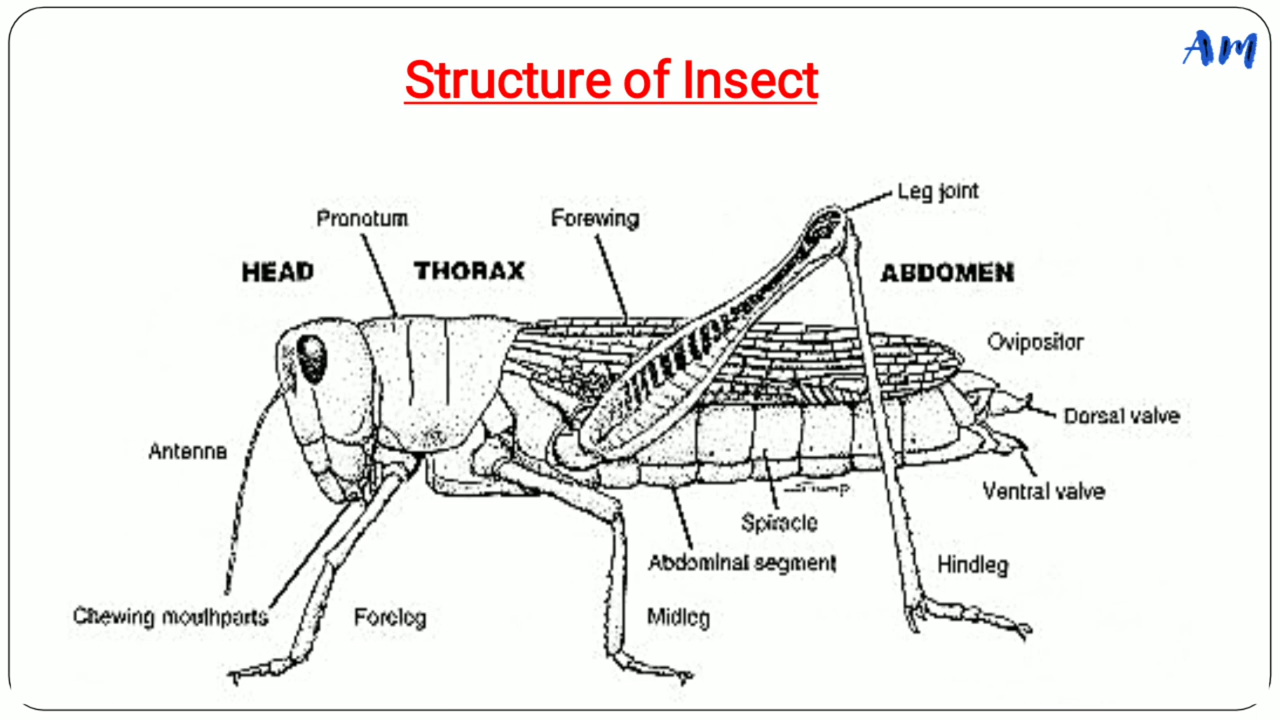 AM
Structure of Insect
Leg joint
Pronotum
Forewing
HEAD
THORAX
ABDOMEN
Ovipositor
Dorsal valve
Antenna
Ventral valve
Spiracle
Abdominal segment
Hindleg
Chewing mouthparts
Foreleg
Midleg